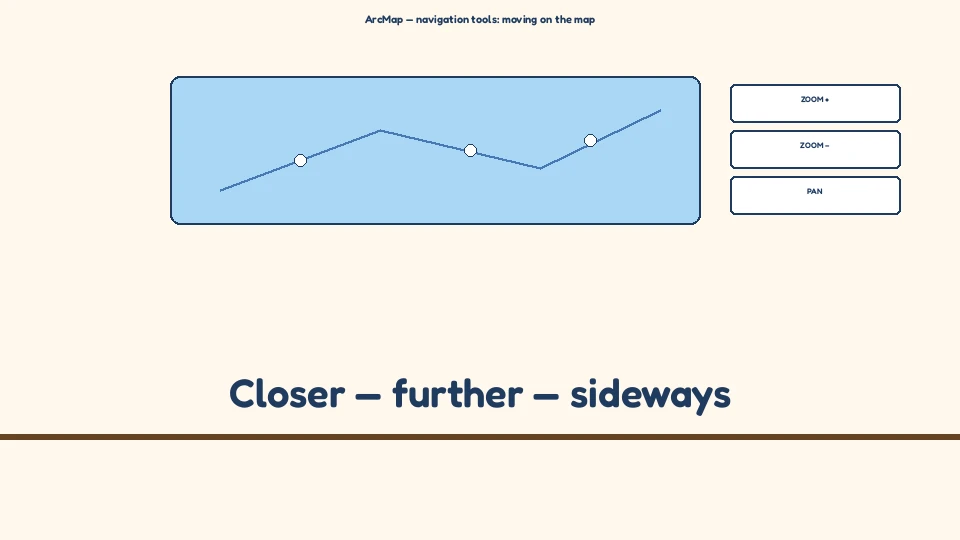 ArcMap — navigation tools: moving on the map
ZOOM +
ZOOM –
PAN
Closer — further — sideways